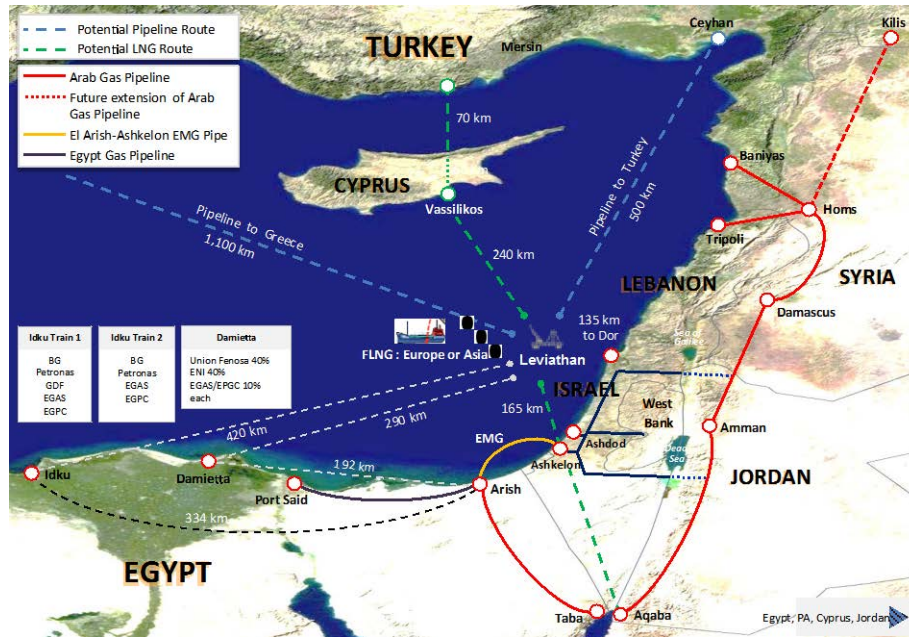 Potential Pipeline Route
Potential LNG Route
Arab Gas Pipeline
Future extension of Arab
Gas Pipeline
El Arish-Ashkelon EMG Pipe
Egypt Gas Pipeline
TURKEY
Mersin
Ceyhan
Kilis
70 km
CYPRUS
Vassilikos
Pipeline to Greece
1,100 km
Pipeline to Turkey
500 km
240 km
Baniyas
Homs
Tripoli
LEBANON
SYRIA
Damascus
135 km
to Dor
Sea of
Galilee
FLNG : Europe or Asia
Leviathan
Idku Train 1
BG
Petronas
GDF
EGAS
EGPC
Idku Train 2
BG
Petronas
EGAS
EGPC
Damietta
Union Fenosa 40%
ENI 40%
EGAS/EPGC 10%
each
ISRAEL
165 km
West
Bank
Amman
420 km
290 km
EMG
Ashdod
Ashkelon
Dead
Sea
JORDAN
192 km
Idku
Damietta
Port Said
Arish
334 km
EGYPT
Taba
Aqaba
Egypt, PA, Cyprus, Jordan